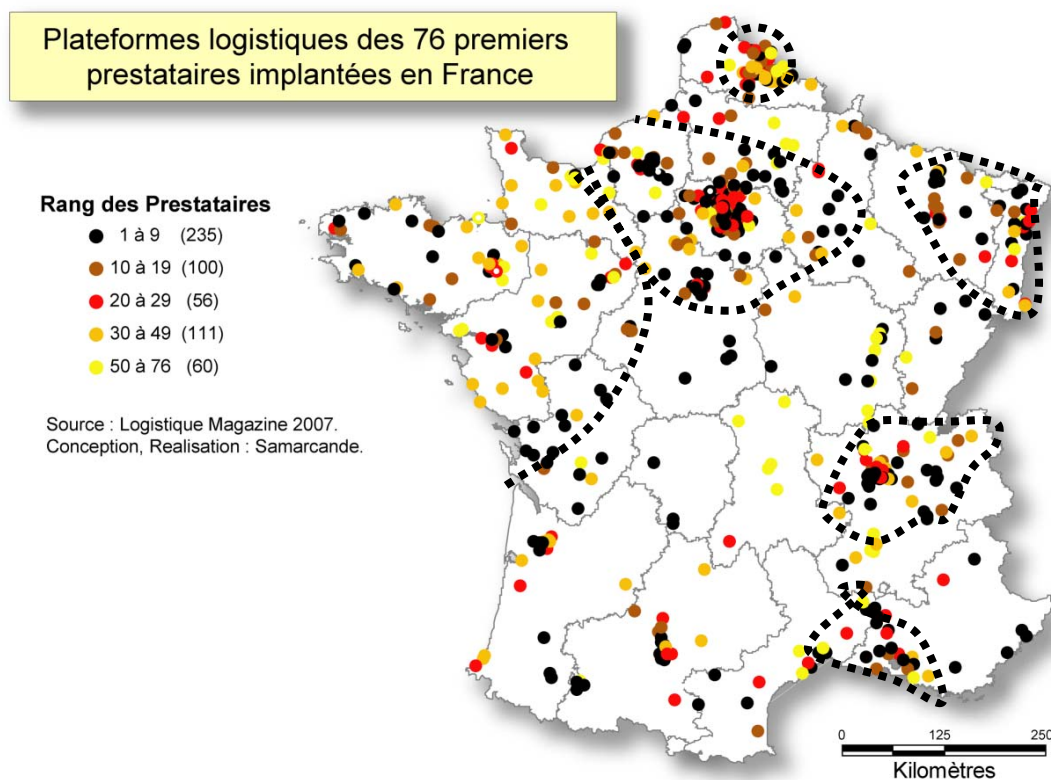 Plateformes logistiques des 76 premiers
prestataires implantées en France
Rang des Prestataires
1 à 9 (235)
10 à 19 (100)
20 à 29 (56)
30 à 49 (111)
50 à 76 (60)
Source : Logistique Magazine 2007.
Conception, Realisation : Samarcande.
0 125 250
Kilomètres